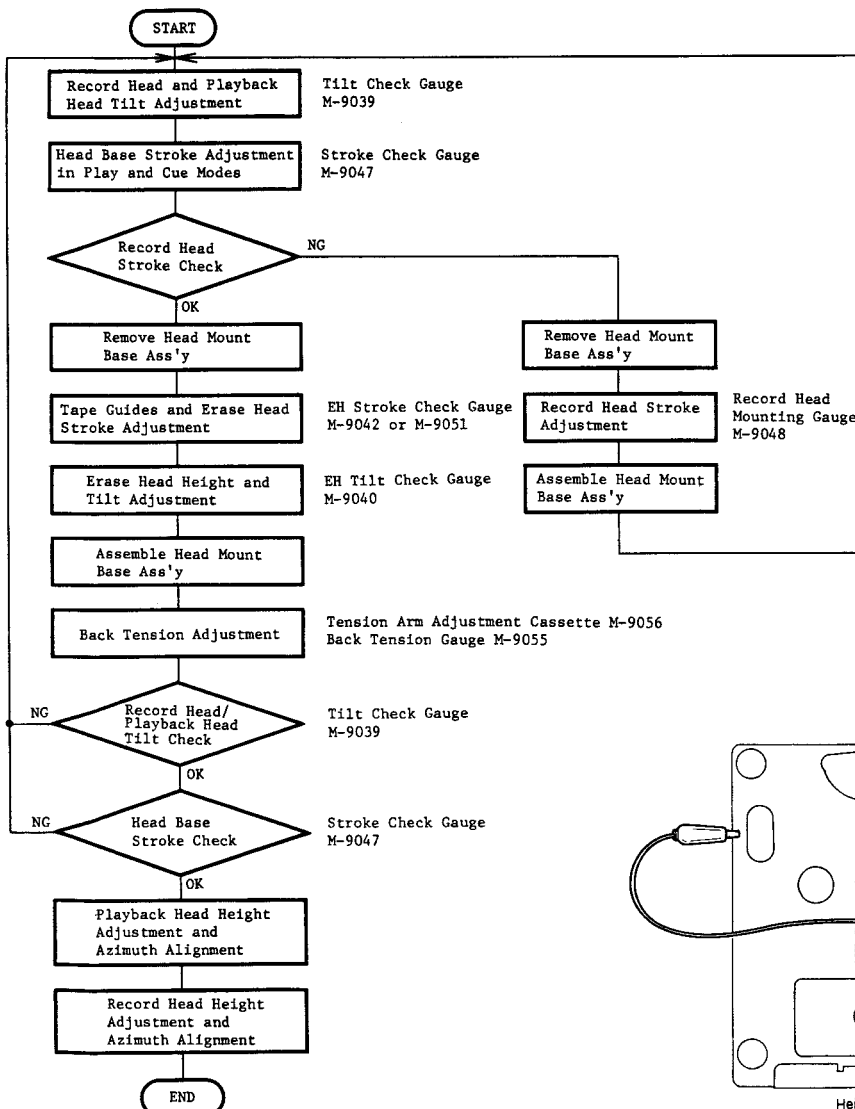 START
Record Head and Playback
Head Tilt Adjustment
Tilt Check Gauge
M-9039
Head Base Stroke Adjustment
in Play and Cue Modes
Stroke Check Gauge
M-9047
Record Head
Stroke Check
NG
OK
Remove Head Mount
Base Ass'y
Tape Guides and Erase Head
Stroke Adjustment
EH Stroke Check Gauge
M-9042 or M-9051
Erase Head Height and
Tilt Adjustment
EH Tilt Check Gauge
M-9040
Assemble Head Mount
Base Ass'y
Back Tension Adjustment
Tension Arm Adjustment Cassette M-9056
Back Tension Gauge M-9055
Remove Head Mount
Base Ass'y
Record Head Stroke
Adjustment
Record Head
Mounting Gauge
M-9048
Assemble Head Mount
Base Ass'y
NG
Record Head/
Playback Head
Tilt Check
Tilt Check Gauge
M-9039
OK
NG
Head Base
Stroke Check
Stroke Check Gauge
M-9047
OK
Playback Head Height
Adjustment and
Azimuth Alignment
Record Head Height
Adjustment and
Azimuth Alignment
END